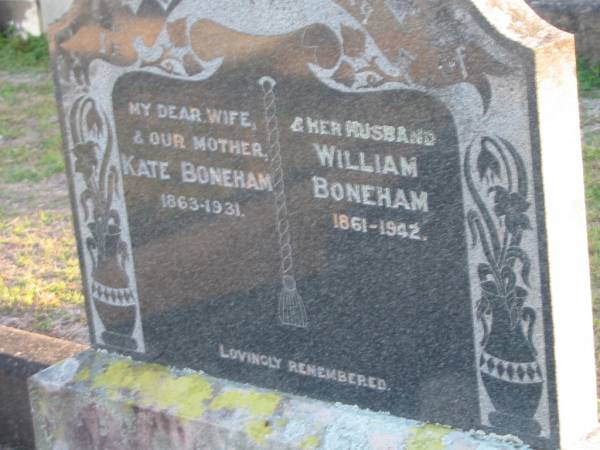 MY DEAR WIFE,
& OUR MOTHER,
KATE BONEHAM
1863-1931.
& HER HUSBAND
WILLIAM
BONEHAM
1861-1942.
LOVINGLY REMEMBERED.